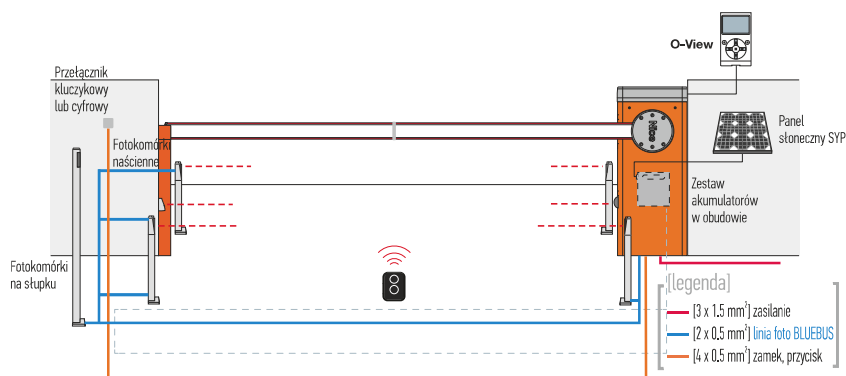 O-View
Przełącznik
kluczykowy
lub cyfrowy
Fotokomórki
naścienne
Nice
Panel
słoneczny SYP
Zestaw
akumulatorów
w obudowie
Fotokomórki
na słupku
[legenda]
[3 x 1.5 mm²] zasilanie
[2 x 0.5 mm²] linia foto BLUEBUS
[4 x 0.5 mm²] zamek, przycisk